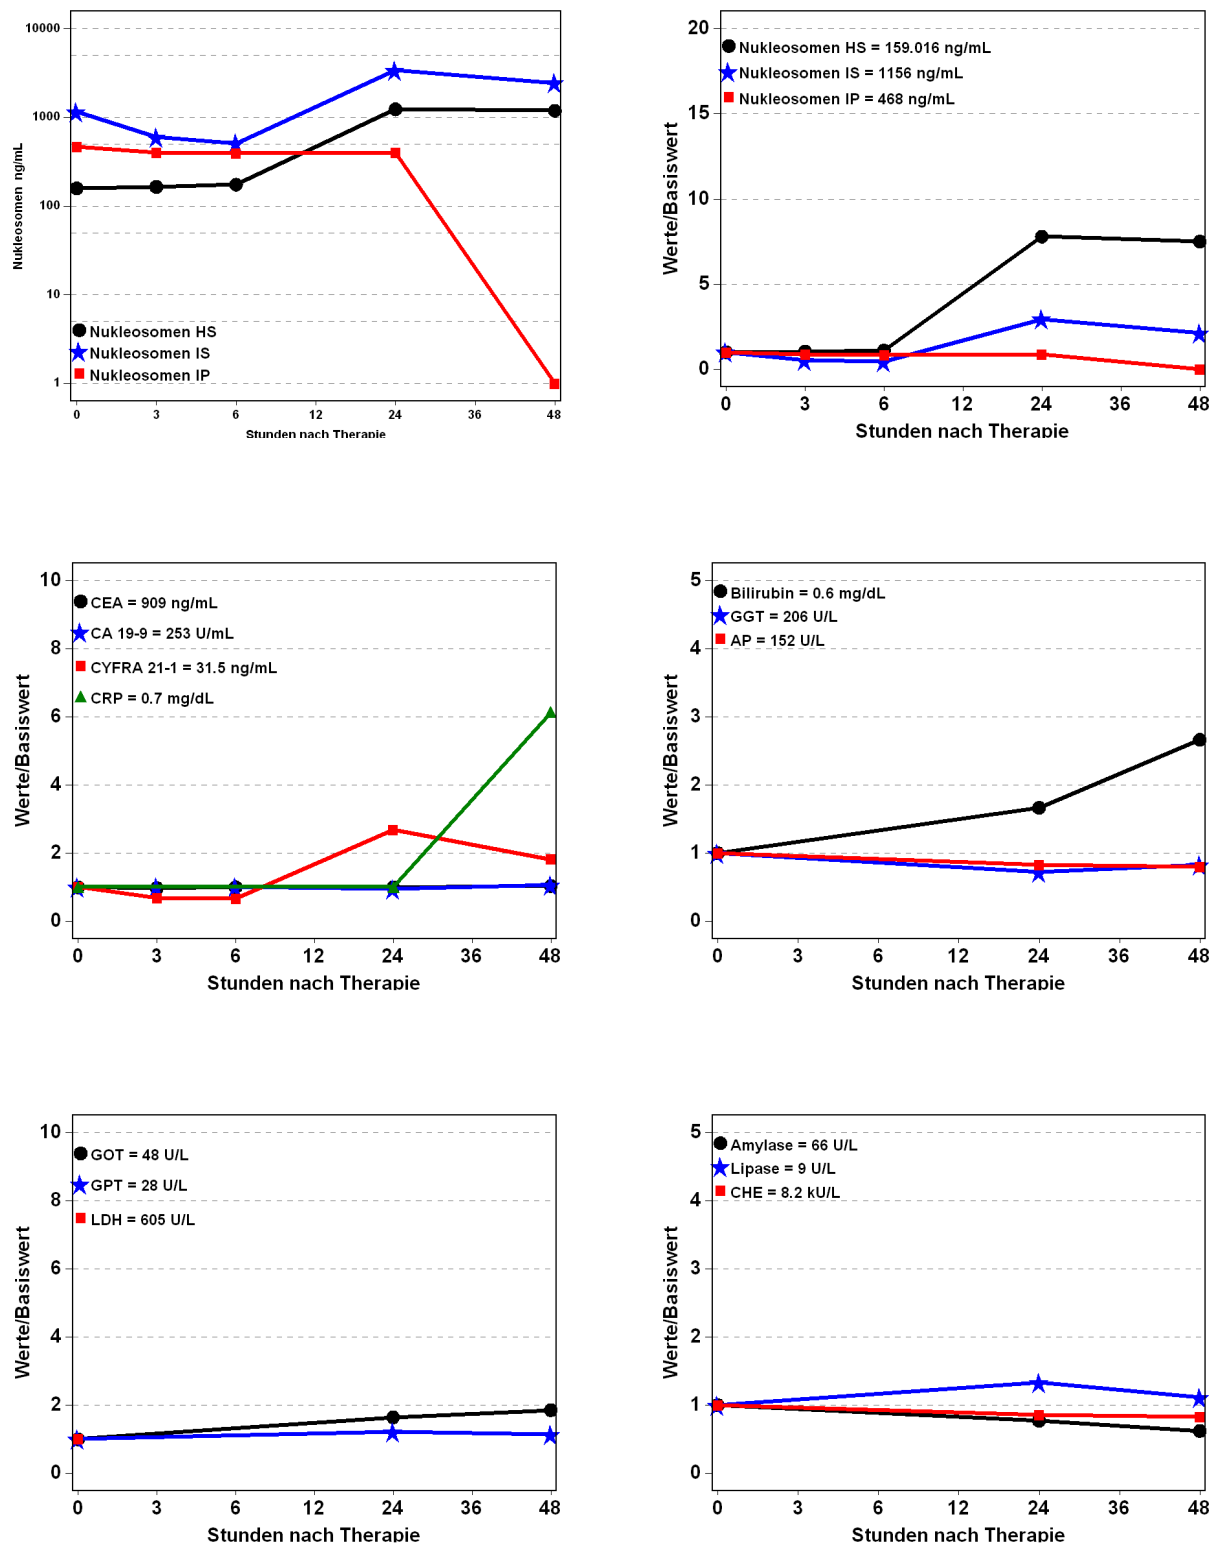 10000
1000
100
10
1
Nukleosomen ng/mL
Nukleosomen HS
Nukleosomen IS
Nukleosomen IP
0 3 6 12 24 36 48
Stunden nach Therapie
20
15
10
5
0
Werte/Basiswert
Nukleosomen HS = 159.016 ng/mL
Nukleosomen IS = 1156 ng/mL
Nukleosomen IP = 468 ng/mL
0 3 6 12 24 36 48
Stunden nach Therapie
10
8
6
4
2
0
Werte/Basiswert
CEA = 909 ng/mL
CA 19-9 = 253 U/mL
CYFRA 21-1 = 31.5 ng/mL
CRP = 0.7 mg/dL
0 3 6 12 24 36 48
Stunden nach Therapie
5
4
3
2
1
0
Werte/Basiswert
Bilirubin = 0.6 mg/dL
GGT = 206 U/L
AP = 152 U/L
0 3 6 12 24 36 48
Stunden nach Therapie
10
8
6
4
2
0
Werte/Basiswert
GOT = 48 U/L
GPT = 28 U/L
LDH = 605 U/L
0 3 6 12 24 36 48
Stunden nach Therapie
5
4
3
2
1
0
Werte/Basiswert
Amylase = 66 U/L
Lipase = 9 U/L
CHE = 8.2 kU/L
0 3 6 12 24 36 48
Stunden nach Therapie